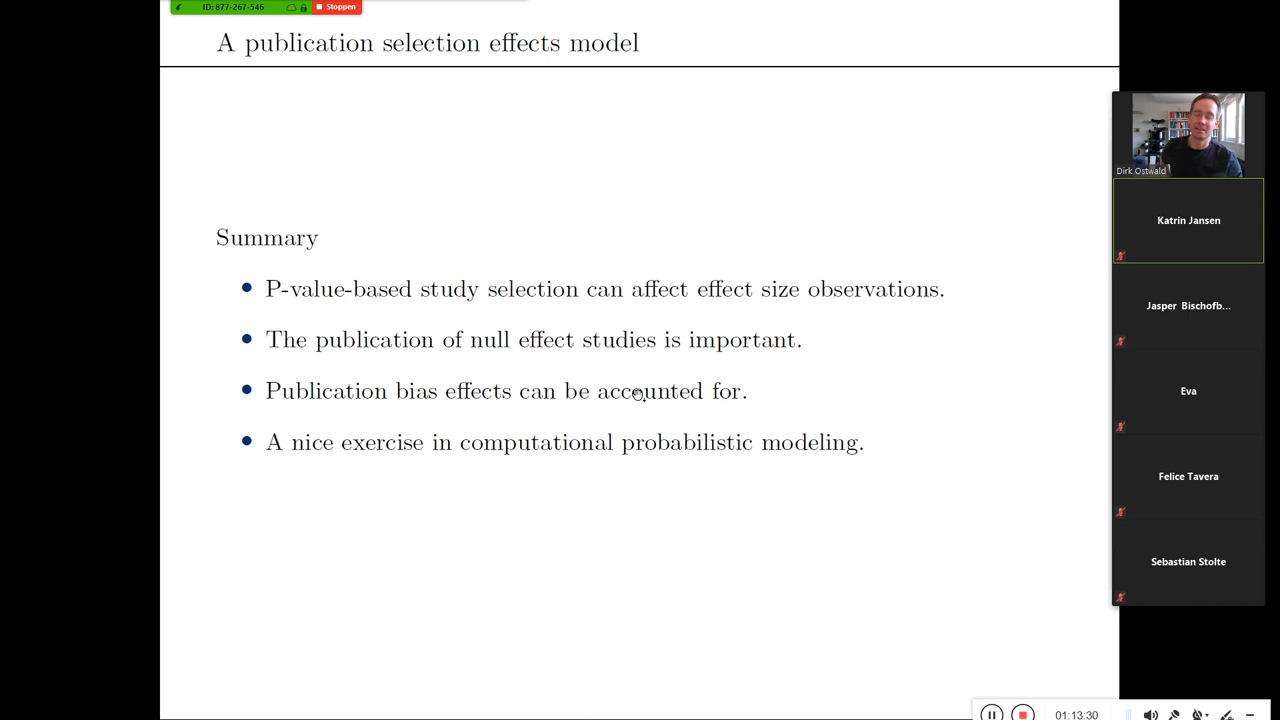 ID: 877-267-546
Stoppen
A publication selection effects model
Summary
P-value-based study selection can affect effect size observations.
The publication of null effect studies is important.
Publication bias effects can be accounted for.
A nice exercise in computational probabilistic modeling.
Dirk Ostwald
Katrin Jansen
Jasper Bischofb...
Eva
Felice Tavera
Sebastian Stolte
01:13:30